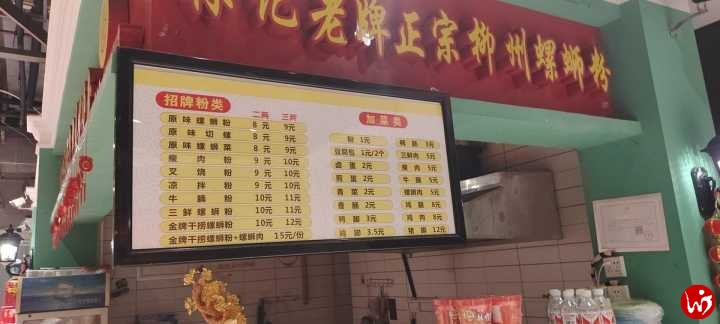 记老牌正宗柳州螺蛳粉
招牌粉类
二两 三两
原味螺蛳粉 8元 9元
原味切螺 8元 9元
原味螺蛳菜 8元 9元
瘦肉粉 9元 10元
叉烧粉 9元 10元
凉拌粉 9元 10元
牛腩粉 10元 11元
三鲜螺蛳粉 10元 11元
金牌干捞螺蛳粉 10元 12元
金牌干捞螺蛳粉+螺蛳肉 15元/份
加菜类
粉 1元
豆腐包 1元/2个
卤蛋 2元
煎蛋 2元
青菜 2元
香肠 2元
鸭脚 3元
鸡脚 3.5元
鸭肠 5元
三鲜肉 5元
瘦肉 5元
牛腩 5元
螺蛳肉 5元
鸡肠 8元
鸡肉 8元
猪脚 12元